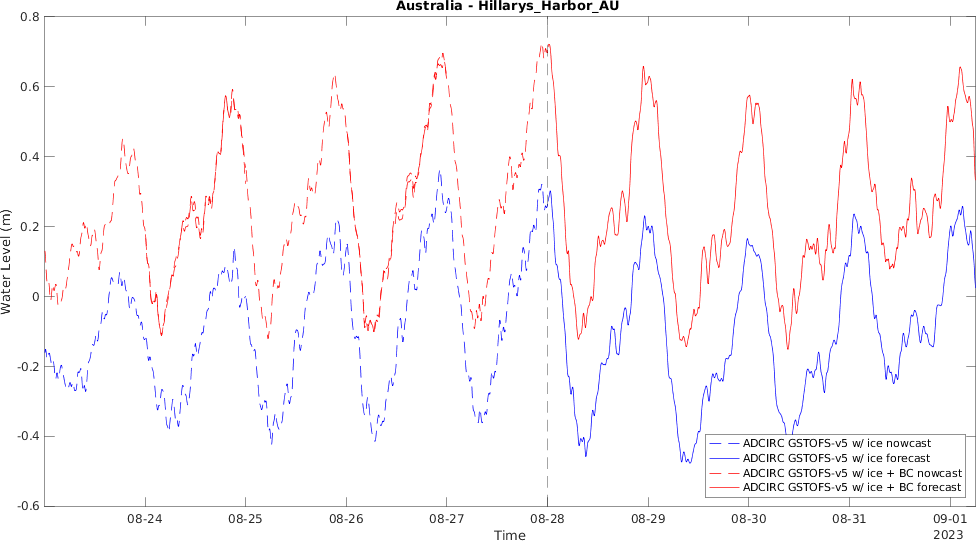 Australia - Hillarys_Harbor_AU
0.8
0.6
0.4
0.2
0
-0.2
-0.4
-0.6
Water Level (m)
ADCIRC GSTOFS-v5 w/ ice nowcast
ADCIRC GSTOFS-v5 w/ ice forecast
ADCIRC GSTOFS-v5 w/ ice + BC nowcast
ADCIRC GSTOFS-v5 w/ ice + BC forecast
08-24 08-25 08-26 08-27 08-28 08-29 08-30 08-31 09-01
Time 2023